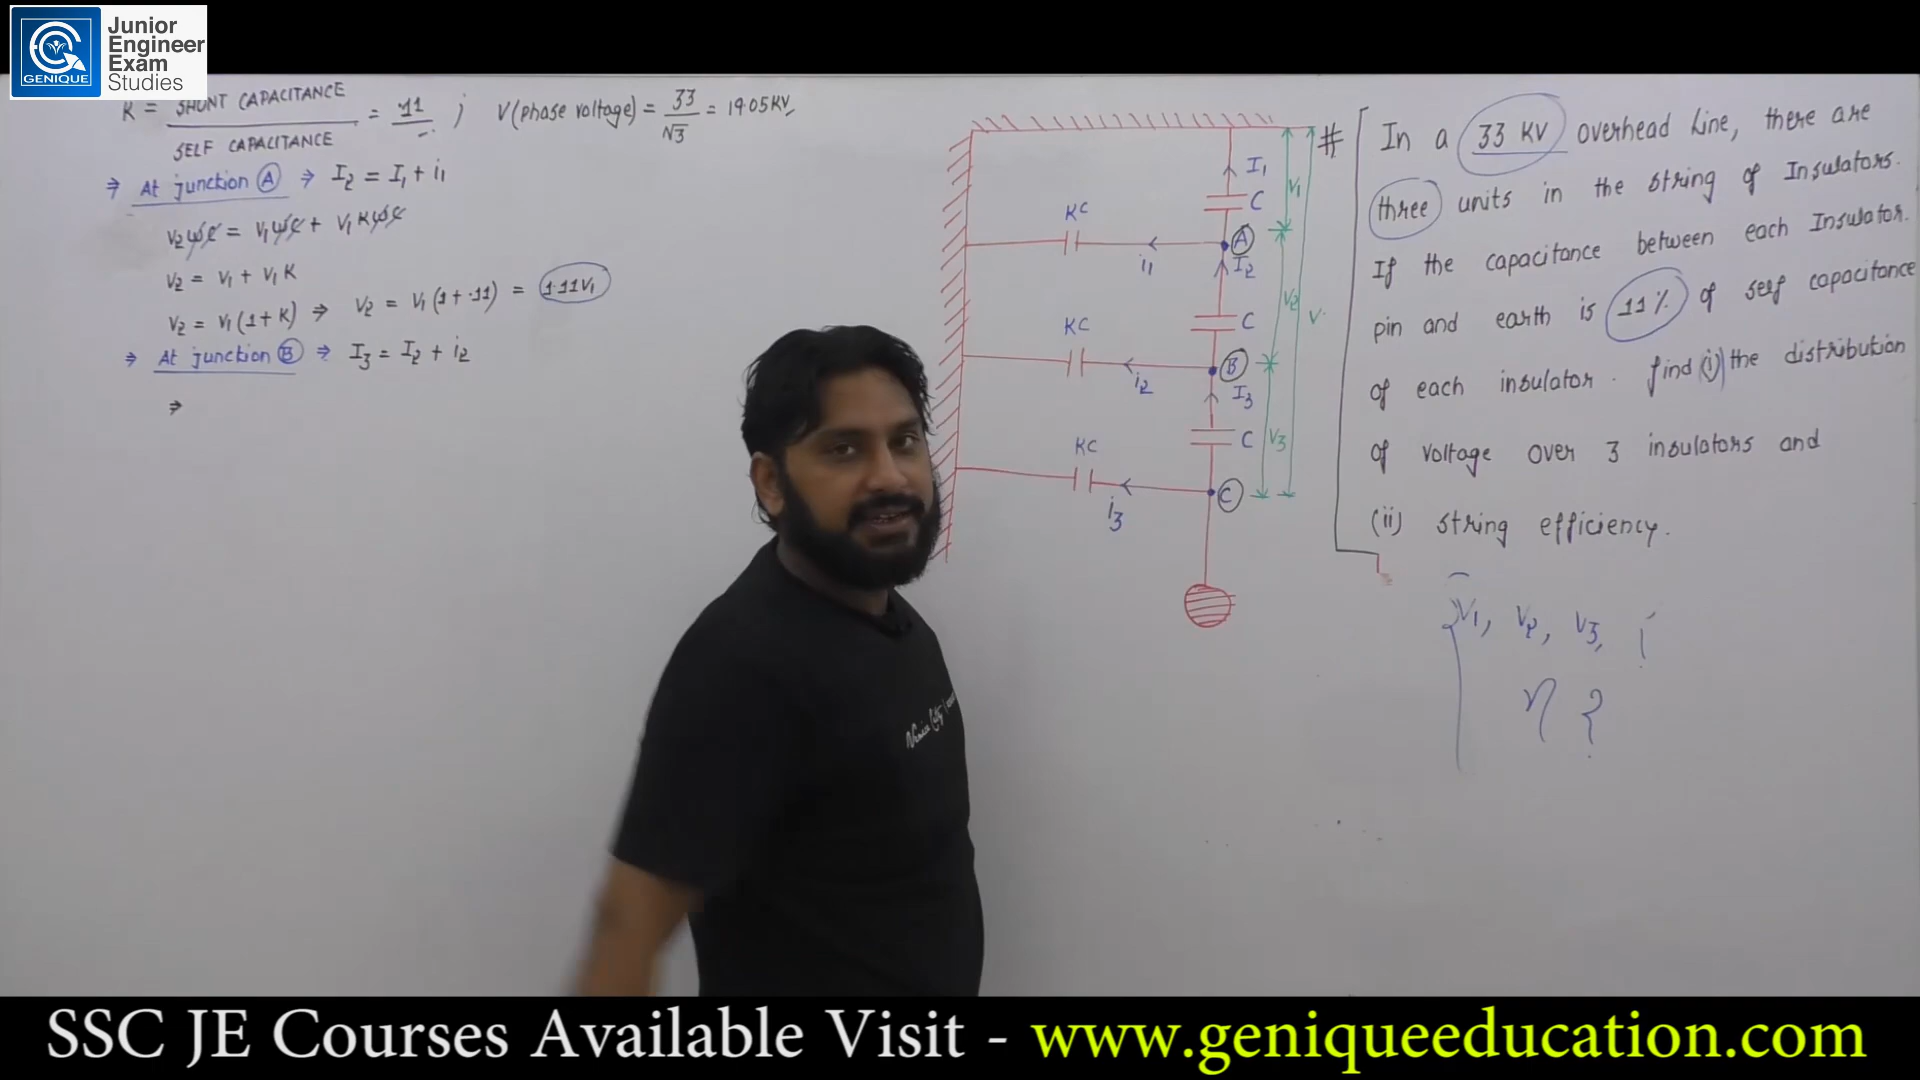 Junior
Engineer
Exam
Studies
GENIQUE
K = SHUNT CAPACITANCE / SELF CAPACITANCE = .11 ; V (phase voltage) = 33/√3 = 19.05 KV
⇒ At junction (A) ⇒ I2 = I1 + i1
V2ωC = V1ωC + V1KωC
V2 = V1 + V1K
V2 = V1(1+K) ⇒ V2 = V1(1+.11) = 1.11V1
⇒ At junction (B) ⇒ I3 = I2 + i2
⇒
I1
C
V1
KC
A
i1
I2
KC
C
V2
V
B
i2
I3
KC
C
V3
C
i3
# In a 33 KV overhead line, there are
three units in the string of Insulators.
If the capacitance between each Insulator
pin and earth is 11% of self capacitance
of each insulator. find (i) the distribution
of voltage over 3 insulators and
(ii) string efficiency.
V1, V2, V3,
η ?
SSC JE Courses Available Visit - www.geniqueeducation.com